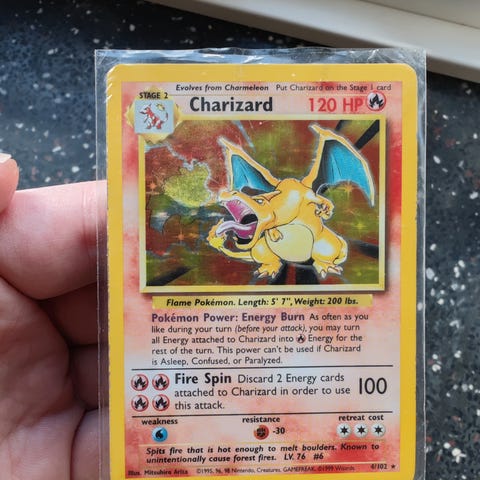 Evolves from Charmeleon Put Charizard on the Stage 1 card
STAGE 2
Charizard 120 HP
Flame Pokémon. Length: 5' 7", Weight: 200 lbs.
Pokémon Power: Energy Burn As often as you
like during your turn (before your attack), you may turn
all Energy attached to Charizard into Energy for the
rest of the turn. This power can't be used if Charizard
is Asleep, Confused, or Paralyzed.
Fire Spin Discard 2 Energy cards
attached to Charizard in order to use
this attack.
100
weakness resistance retreat cost
-30
Spits fire that is hot enough to melt boulders. Known to
unintentionally cause forest fires. LV. 76 #6
Illus. Mitsuhiro Arita ©1995, 96, 98 Nintendo, Creatures, GAMEFREAK. ©1999 Wizards. 4/102 ★